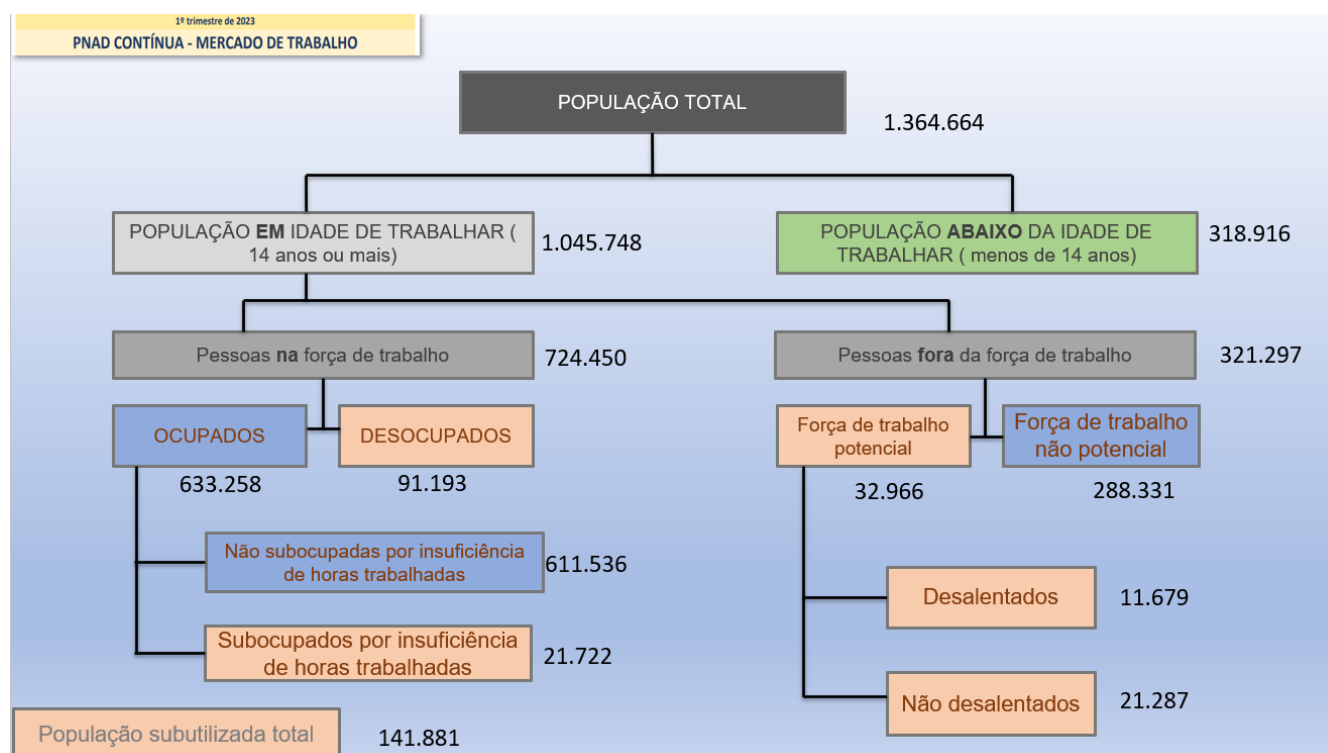 1º trimestre de 2023
PNAD CONTÍNUA - MERCADO DE TRABALHO
POPULAÇÃO TOTAL
1.364.664
POPULAÇÃO EM IDADE DE TRABALHAR (
14 anos ou mais)
1.045.748
POPULAÇÃO ABAIXO DA IDADE DE
TRABALHAR ( menos de 14 anos)
318.916
Pessoas na força de trabalho
724.450
Pessoas fora da força de trabalho
321.297
OCUPADOS
DESOCUPADOS
633.258
91.193
Força de trabalho
potencial
Força de trabalho
não potencial
32.966
288.331
Não subocupadas por insuficiência
de horas trabalhadas
611.536
Desalentados
11.679
Subocupados por insuficiência
de horas trabalhadas
21.722
Não desalentados
21.287
População subutilizada total
141.881